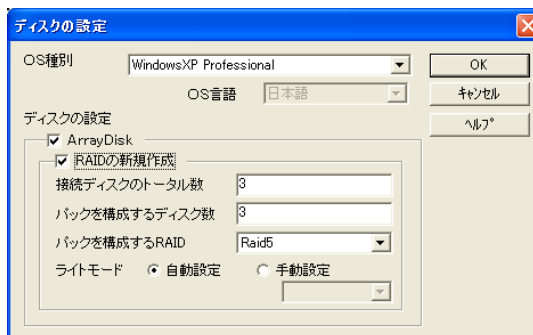 ディスクの設定
OS種別 WindowsXP Professional
OK
OS言語 日本語
キャンセル
ディスクの設定
ヘルプ
ArrayDisk
RAIDの新規作成
接続ディスクのトータル数 3
パックを構成するディスク数 3
パックを構成するRAID Raid5
ライトモード 自動設定 手動設定